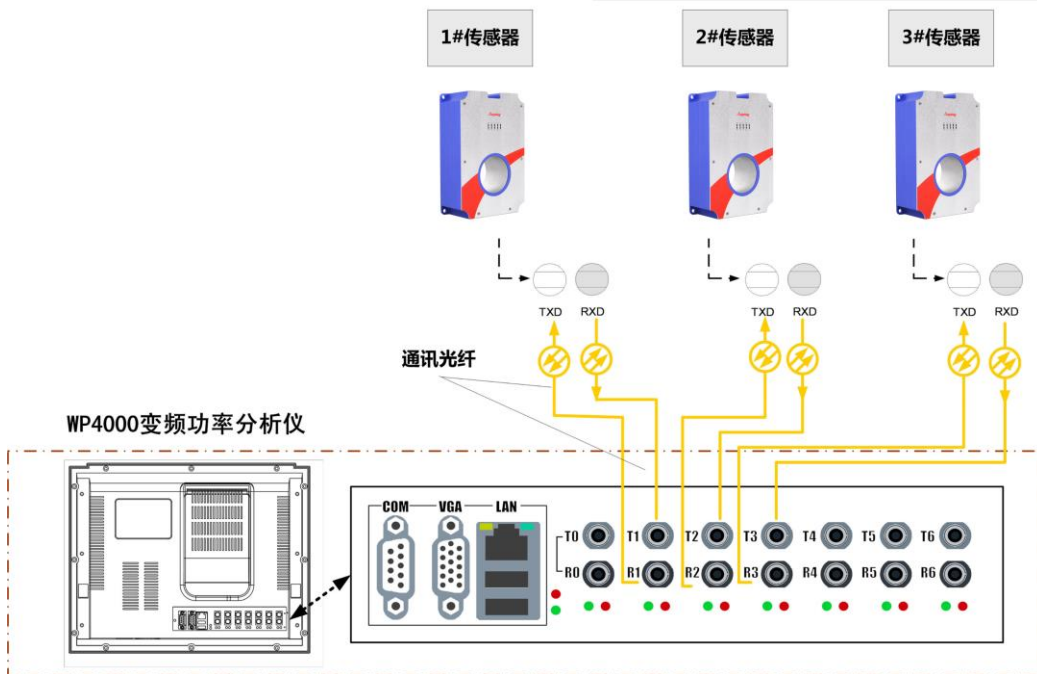 1#传感器
2#传感器
3#传感器
TXD
RXD
TXD
RXD
TXD
RXD
通讯光纤
WP4000变频功率分析仪
COM
VGA
LAN
T0
T1
T2
T3
T4
T5
T6
R0
R1
R2
R3
R4
R5
R6